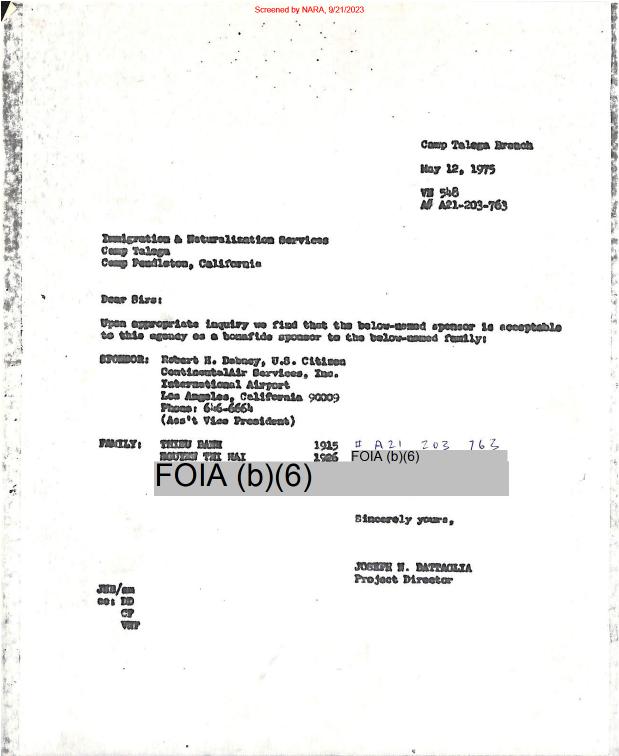 Screened by NARA, 9/21/2023
Camp Talega Branch
May 12, 1975
VN 548
A# A21-203-763
Immigration & Naturalization Services
Camp Talega
Camp Pendleton, California
Dear Sirs:
Upon appropriate inquiry we find that the below-named sponsor is acceptable
to this agency as a bonafide sponsor to the below-named family:
SPONSOR: Robert H. Dabney, U.S. Citizen
ContinentalAir Services, Inc.
International Airport
Los Angeles, California 90009
Phone: 646-6664
(Ass't Vice President)
FAMILY: THIEU BANH 1915 # A21 203 763
NGUYEN THI HAI 1926 FOIA (b)(6)
FOIA (b)(6)
Sincerely yours,
JOSEPH N. BATTAGLIA
Project Director
JNB/am
cc: DD
CF
VNF